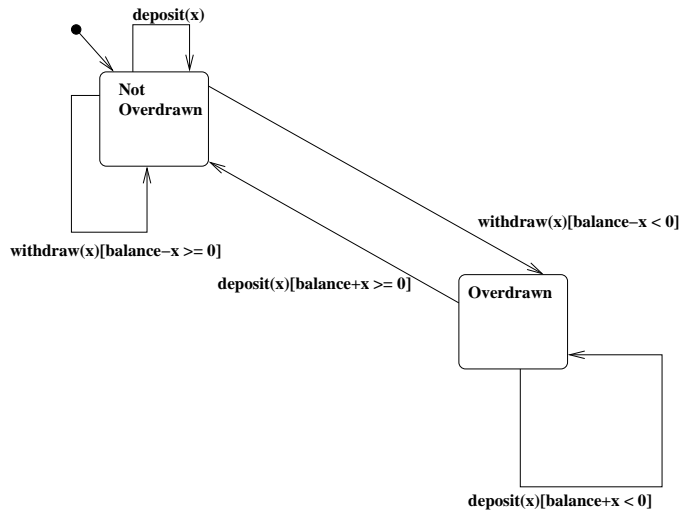 deposit(x)
Not
Overdrawn
withdraw(x)[balance−x < 0]
withdraw(x)[balance−x >= 0]
deposit(x)[balance+x >= 0]
Overdrawn
deposit(x)[balance+x < 0]